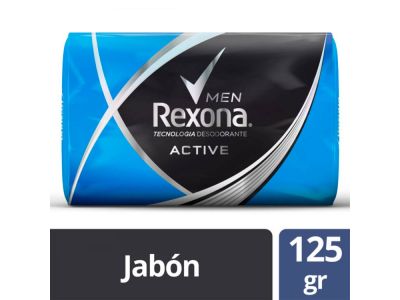 MEN
Rexona
TECNOLOGIA DESODORANTE
ACTIVE
Jabón
125
gr